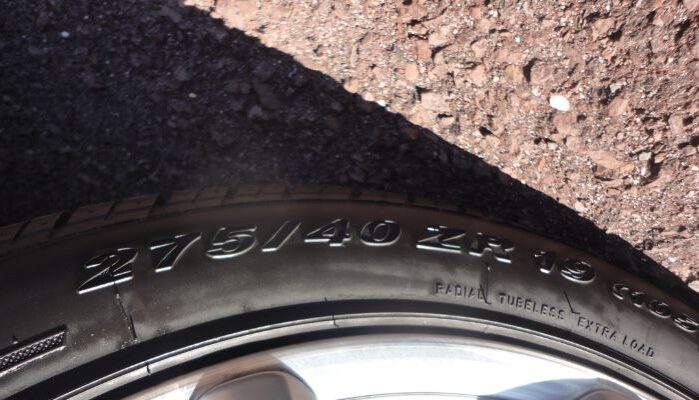 275/40 ZR 19
RADIAL TUBELESS EXTRA LOAD